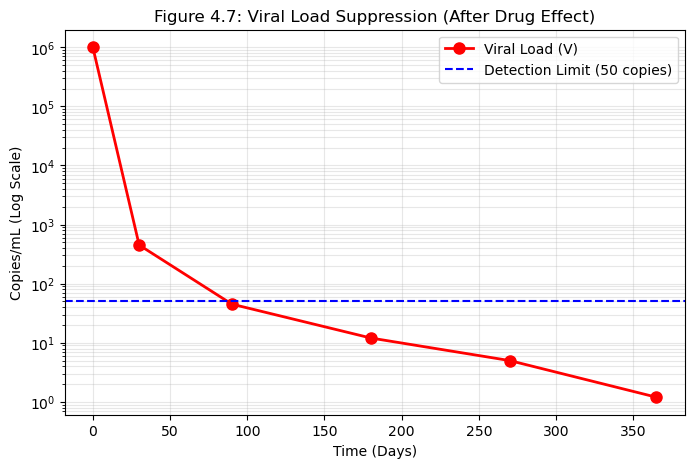 Figure 4.7: Viral Load Suppression (After Drug Effect)
Viral Load (V)
Detection Limit (50 copies)
Copies/mL (Log Scale)
10⁶
10⁵
10⁴
10³
10²
10¹
10⁰
0 50 100 150 200 250 300 350
Time (Days)